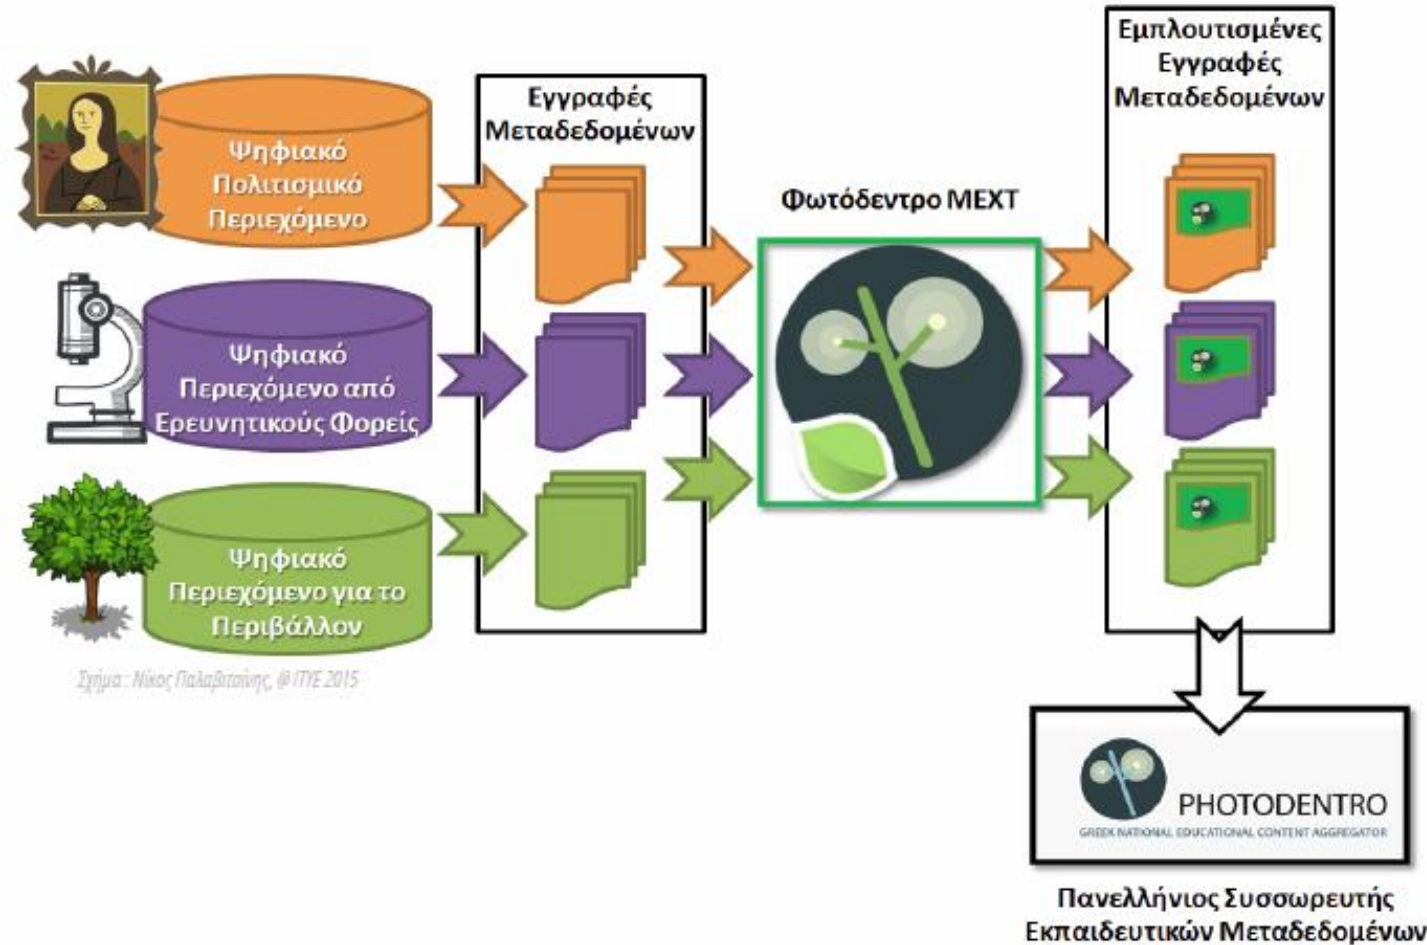 Εμπλουτισμένες
Εγγραφές
Μεταδεδομένων
Εγγραφές
Μεταδεδομένων
Ψηφιακό
Πολιτισμικό
Περιεχόμενο
Φωτόδεντρο MEXT
Ψηφιακό
Περιεχόμενο από
Ερευνητικούς Φορείς
Ψηφιακό
Περιεχόμενο για το
Περιβάλλον
Σχήμα : Νίκος Παλαβιτσίνης, @ ITYE 2015
PHOTODENTRO
GREEK NATIONAL EDUCATIONAL CONTENT AGGREGATOR
Πανελλήνιος Συσσωρευτής
Εκπαιδευτικών Μεταδεδομένων